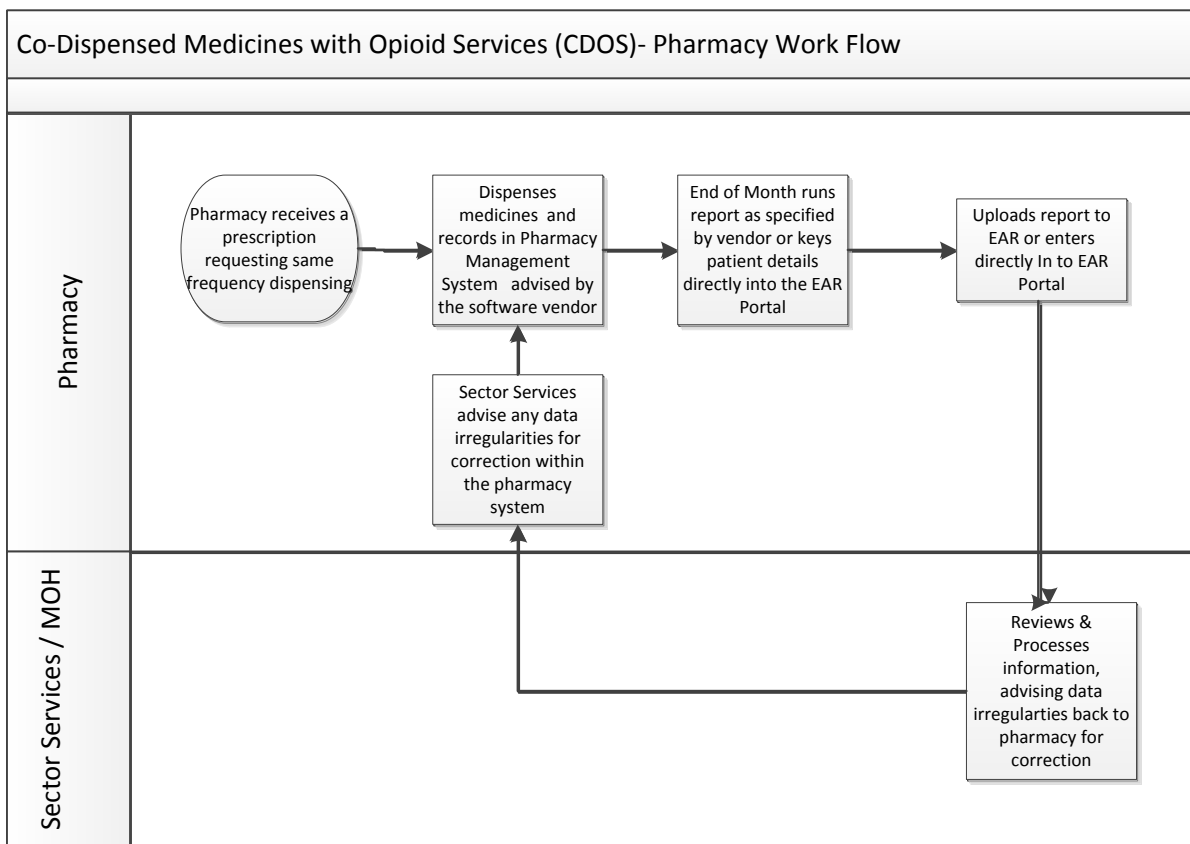 Co-Dispensed Medicines with Opioid Services (CDOS)- Pharmacy Work Flow
Pharmacy
Pharmacy receives a
prescription
requesting same
frequency dispensing
Dispenses
medicines and
records in Pharmacy
Management
System advised by
the software vendor
End of Month runs
report as specified
by vendor or keys
patient details
directly into the EAR
Portal
Uploads report to
EAR or enters
directly In to EAR
Portal
Sector Services
advise any data
irregularities for
correction within
the pharmacy
system
Sector Services / MOH
Reviews &
Processes
information,
advising data
irregularties back to
pharmacy for
correction